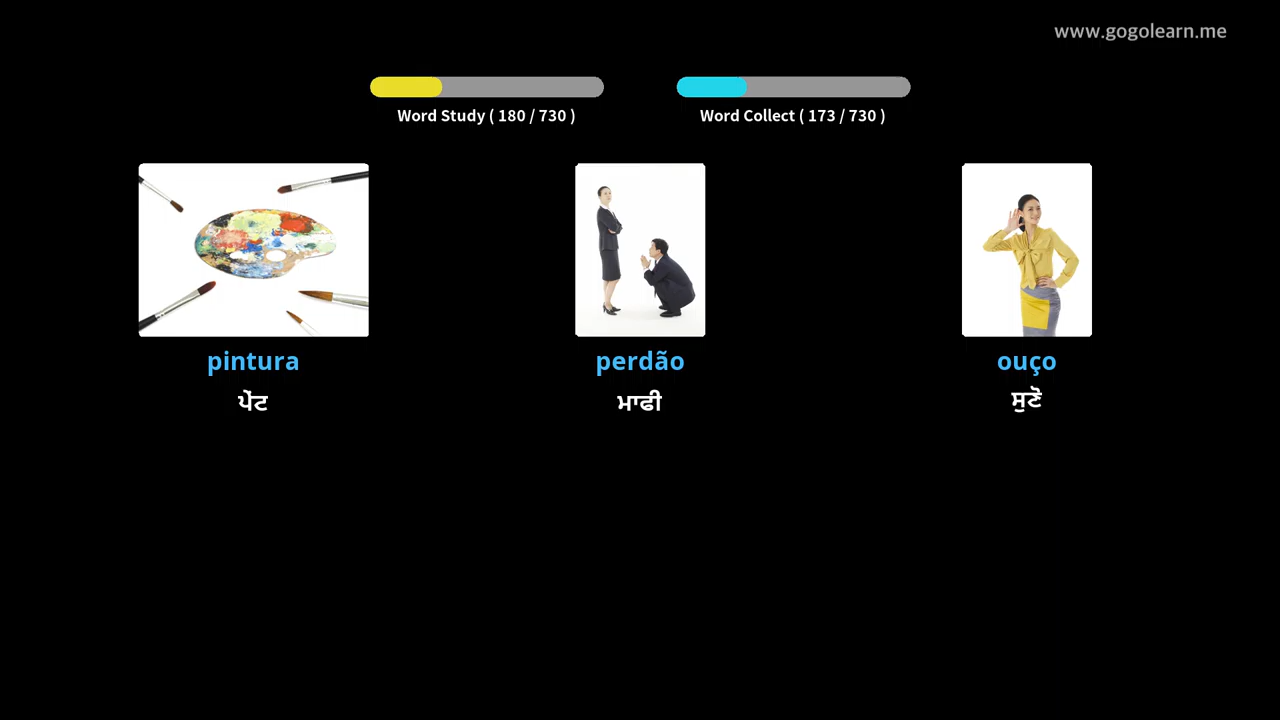 www.gogolearn.me
Word Study ( 180 / 730 )
Word Collect ( 173 / 730 )
pintura
perdão
ouço
ਪੇਂਟ
ਮਾਫੀ
ਸੁਣੋ